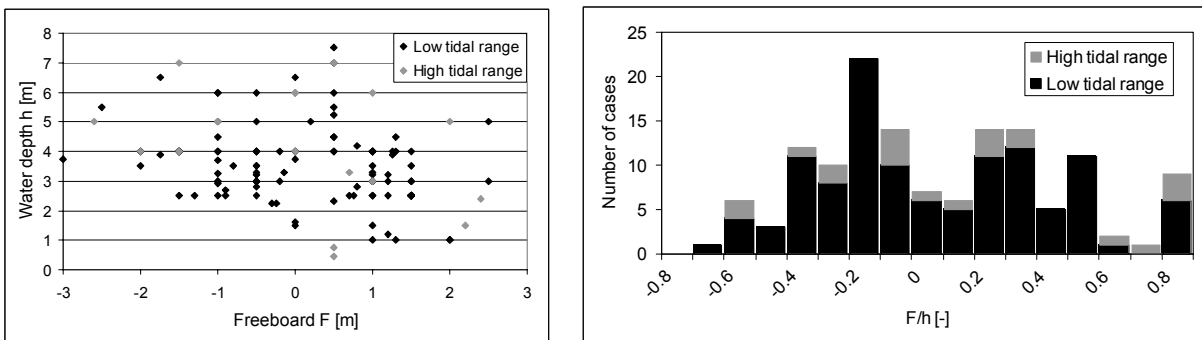 8
7
6
5
4
3
2
1
0
Water depth h [m]
Low tidal range
High tidal range
-3 -2 -1 0 1 2 3
Freeboard F [m]
25
20
15
10
5
0
Number of cases
High tidal range
Low tidal range
-0.8 -0.6 -0.4 -0.2 0 0.2 0.4 0.6 0.8
F/h [-]